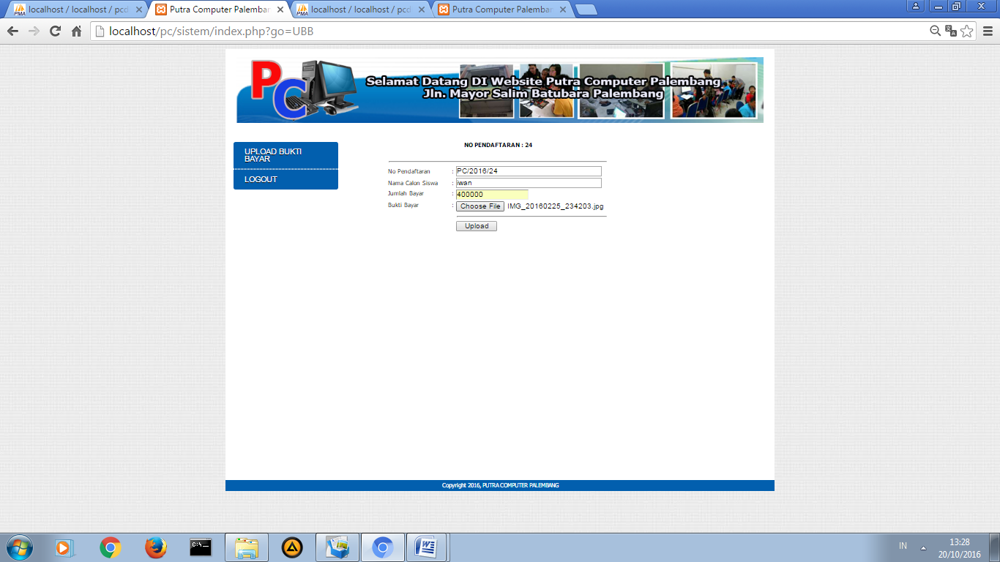 PMA localhost / localhost / pcd
Putra Computer Palemban
PMA localhost / localhost / pcd
Putra Computer Palemban
localhost/pc/sistem/index.php?go=UBB
PC
Selamat Datang DI Website Putra Computer Palembang
Jln. Mayor Salim Batubara Palembang
UPLOAD BUKTI
BAYAR
LOGOUT
NO PENDAFTARAN : 24
No Pendaftaran : PC/2016/24
Nama Calon Siswa : iwan
Jumlah Bayar : 400000
Bukti Bayar : Choose File IMG_20160225_234203.jpg
Upload
Copyright 2016, PUTRA COMPUTER PALEMBANG
C:\_
IN
13:28
20/10/2016